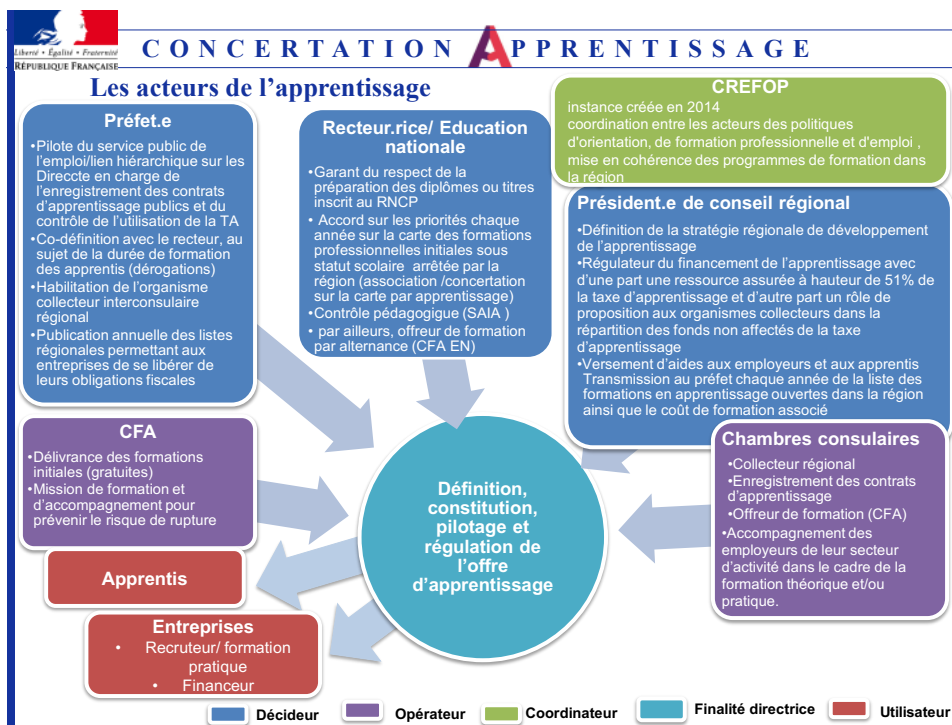 Liberté • Égalité • Fraternité
RÉPUBLIQUE FRANÇAISE
CONCERTATION APPRENTISSAGE
Les acteurs de l'apprentissage
Préfet.e
•Pilote du service public de
l'emploi/lien hiérarchique sur les
Direccte en charge de
l'enregistrement des contrats
d'apprentissage publics et du
contrôle de l'utilisation de la TA
•Co-définition avec le recteur, au
sujet de la durée de formation
des apprentis (dérogations)
•Habilitation de l'organisme
collecteur interconsulaire
régional
•Publication annuelle des listes
régionales permettant aux
entreprises de se libérer de
leurs obligations fiscales
Recteur.rice/ Education
nationale
•Garant du respect de la
préparation des diplômes ou titres
inscrit au RNCP
• Accord sur les priorités chaque
année sur la carte des formations
professionnelles initiales sous
statut scolaire arrêtée par la
région (association /concertation
sur la carte par apprentissage)
•Contrôle pédagogique (SAIA )
• par ailleurs, offreur de formation
par alternance (CFA EN)
CREFOP
instance créée en 2014
coordination entre les acteurs des politiques
d'orientation, de formation professionnelle et d'emploi ,
mise en cohérence des programmes de formation dans
la région
Président.e de conseil régional
•Définition de la stratégie régionale de développement
de l'apprentissage
•Régulateur du financement de l'apprentissage avec
d'une part une ressource assurée à hauteur de 51% de
la taxe d'apprentissage et d'autre part un rôle de
proposition aux organismes collecteurs dans la
répartition des fonds non affectés de la taxe
d'apprentissage
•Versement d'aides aux employeurs et aux apprentis
Transmission au préfet chaque année de la liste des
formations en apprentissage ouvertes dans la région
ainsi que le coût de formation associé
CFA
•Délivrance des formations
initiales (gratuites)
•Mission de formation et
d'accompagnement pour
prévenir le risque de rupture
Définition,
constitution,
pilotage et
régulation de
l'offre
d'apprentissage
Chambres consulaires
•Collecteur régional
•Enregistrement des contrats
d'apprentissage
•Offreur de formation (CFA)
•Accompagnement des
employeurs de leur secteur
d'activité dans le cadre de la
formation théorique et/ou
pratique.
Apprentis
Entreprises
• Recruteur/ formation
pratique
• Financeur
Décideur
Opérateur
Coordinateur
Finalité directrice
Utilisateur